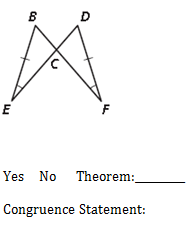 B D
C
E F
Yes No Theorem:________
Congruence Statement: